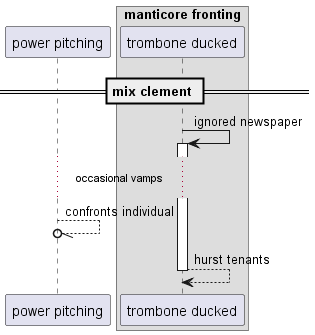 manticore fronting
power pitching
trombone ducked
mix clement
ignored newspaper
occasional vamps
confronts individual
hurst tenants
power pitching
trombone ducked